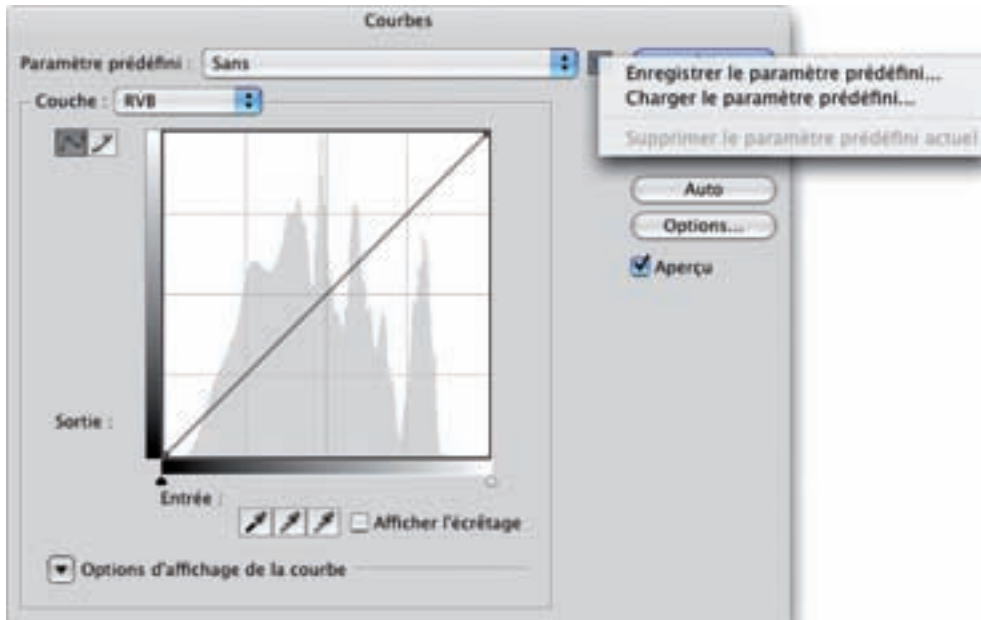 Courbes
Paramètre prédéfini : Sans
Enregistrer le paramètre prédéfini...
Charger le paramètre prédéfini...
Supprimer le paramètre prédéfini actuel
Couche : RVB
Auto
Options...
Aperçu
Sortie :
Entrée :
Afficher l'écrêtage
Options d'affichage de la courbe